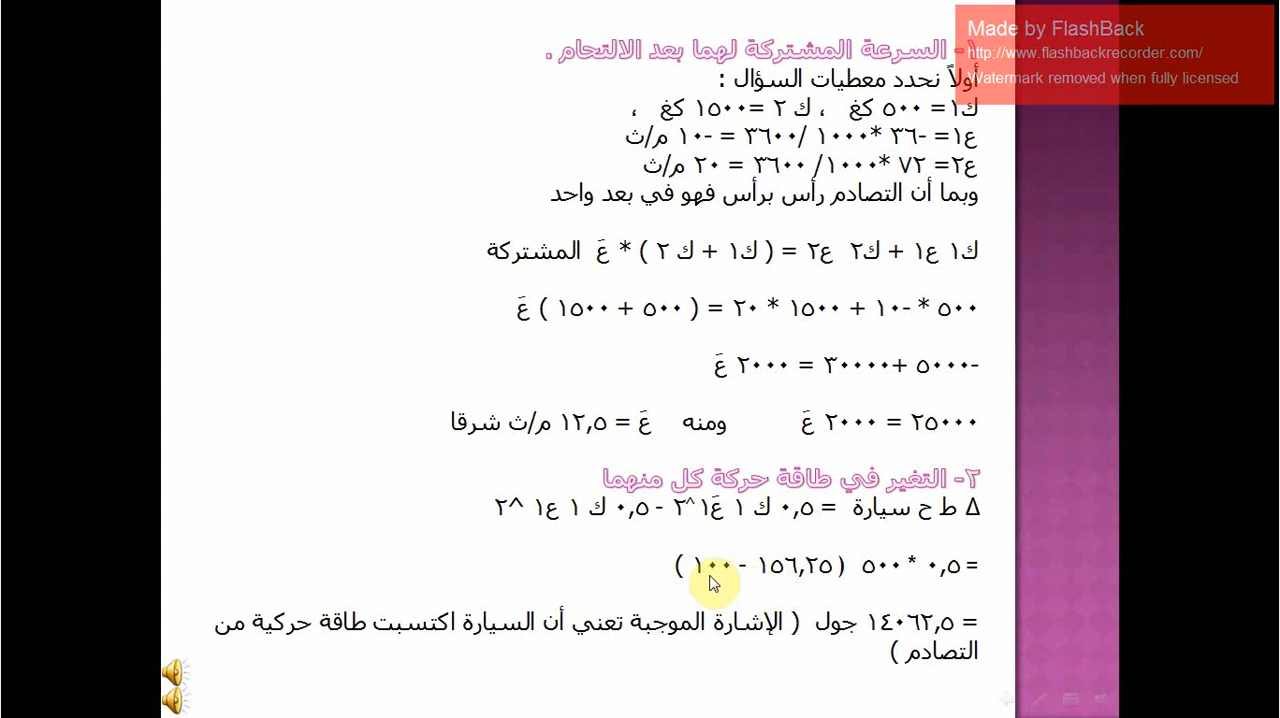 Made by FlashBack
http://www.flashbackrecorder.com/
Watermark removed when fully licensed
١- السرعة المشتركة لهما بعد الالتحام .
أولاً نحدد معطيات السؤال :
ك١= ٥٠٠ كغ ، ك ٢ =١٥٠٠ كغ ،
ع١= -٣٦ *١٠٠٠ /٣٦٠٠ = -١٠ م/ث
ع٢= ٧٢ *١٠٠٠/ ٣٦٠٠ = ٢٠ م/ث
وبما أن التصادم رأس برأس فهو في بعد واحد
ك١ ع١ + ك٢ ع٢ = ( ك١ + ك ٢ ) * عَ المشتركة
٥٠٠ * -١٠ + ١٥٠٠ * ٢٠ = ( ٥٠٠ + ١٥٠٠ ) عَ
-٥٠٠٠ +٣٠٠٠٠ = ٢٠٠٠ عَ
٢٥٠٠٠ = ٢٠٠٠ عَ ومنه عَ = ١٢,٥ م/ث شرقا
٢- التغير في طاقة حركة كل منهما
Δ ط ح سيارة = ٠,٥ ك ١ عَ١^٢ - ٠,٥ ك ١ ع١ ^٢
= ٠,٥ * ٥٠٠ ( ١٥٦,٢٥ - ١٠٠ )
= ١٤٠٦٢,٥ جول ( الإشارة الموجبة تعني أن السيارة اكتسبت طاقة حركية من
التصادم )